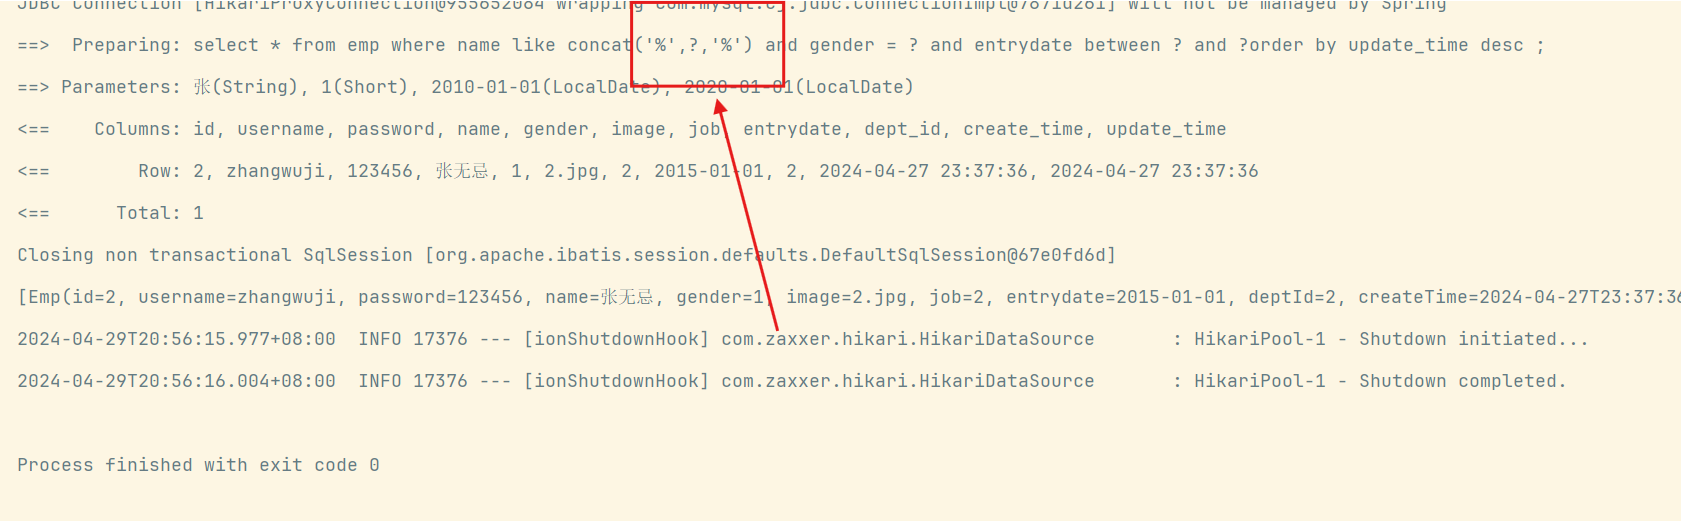 JDBC Connection [HikariProxyConnection@955652084 wrapping com.mysql.cj.jdbc.ConnectionImpl@7871d261] will not be managed by Spring
==>  Preparing: select * from emp where name like concat('%',?,'%') and gender = ? and entrydate between ? and ?order by update_time desc ;
==> Parameters: 张(String), 1(Short), 2010-01-01(LocalDate), 2020-01-01(LocalDate)
<==    Columns: id, username, password, name, gender, image, job, entrydate, dept_id, create_time, update_time
<==        Row: 2, zhangwuji, 123456, 张无忌, 1, 2.jpg, 2, 2015-01-01, 2, 2024-04-27 23:37:36, 2024-04-27 23:37:36
<==      Total: 1
Closing non transactional SqlSession [org.apache.ibatis.session.defaults.DefaultSqlSession@67e0fd6d]
[Emp(id=2, username=zhangwuji, password=123456, name=张无忌, gender=1, image=2.jpg, job=2, entrydate=2015-01-01, deptId=2, createTime=2024-04-27T23:37:36
2024-04-29T20:56:15.977+08:00  INFO 17376 --- [ionShutdownHook] com.zaxxer.hikari.HikariDataSource       : HikariPool-1 - Shutdown initiated...
2024-04-29T20:56:16.004+08:00  INFO 17376 --- [ionShutdownHook] com.zaxxer.hikari.HikariDataSource       : HikariPool-1 - Shutdown completed.
Process finished with exit code 0